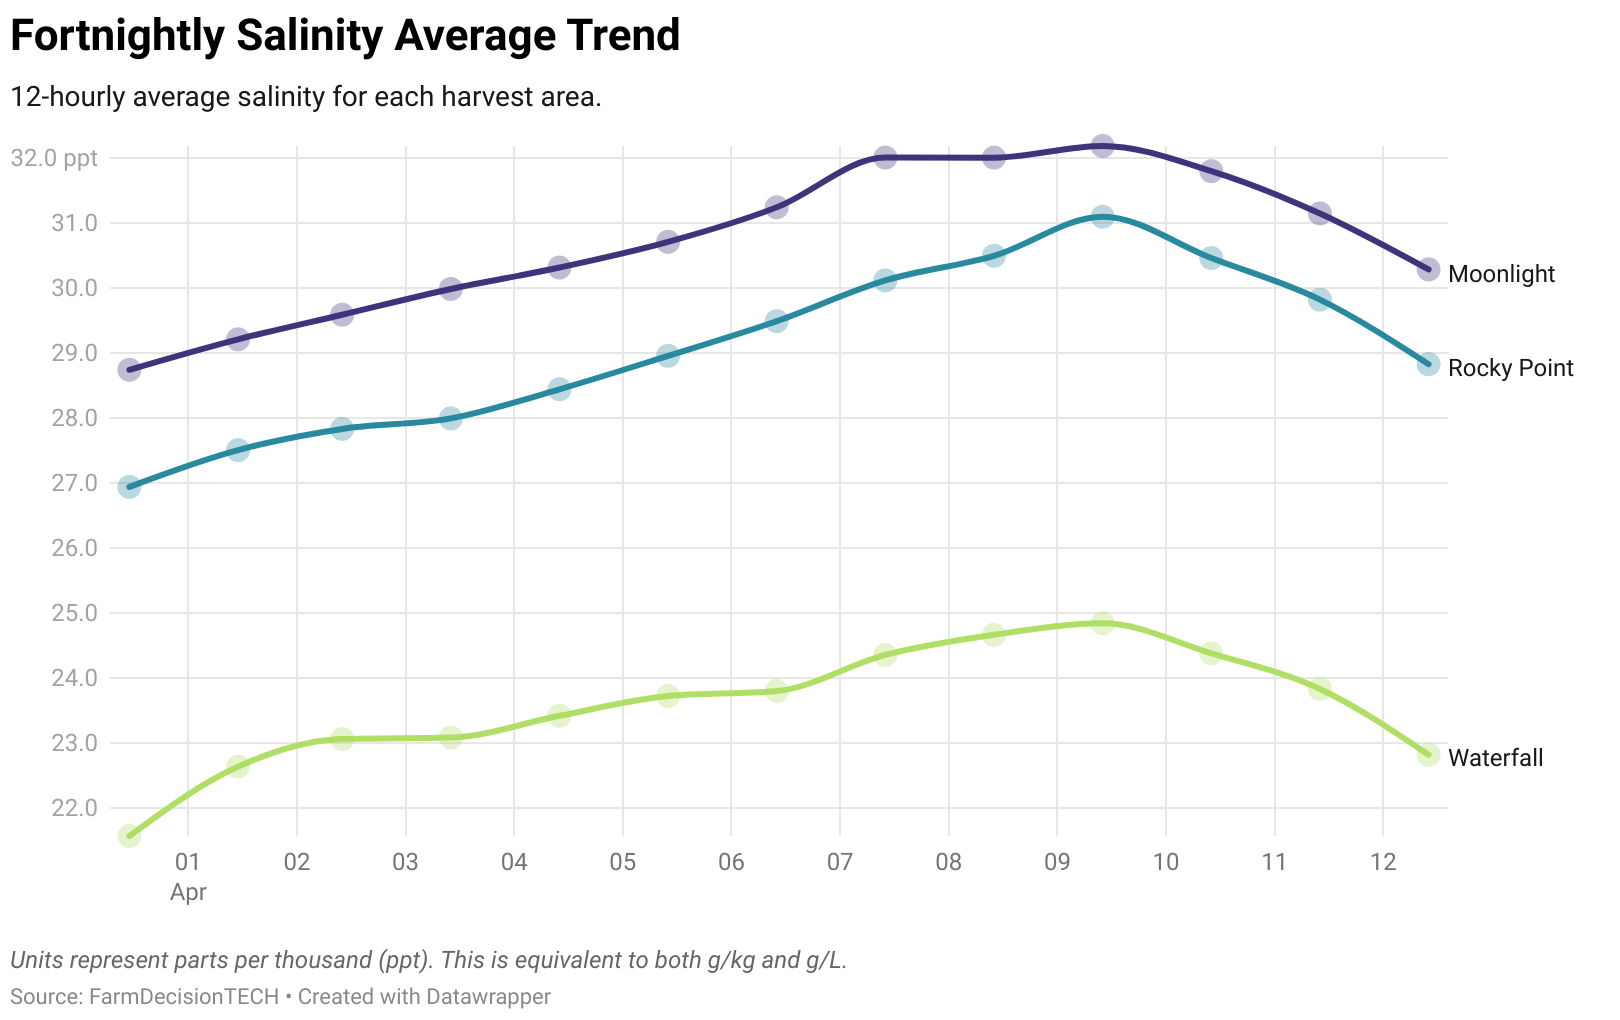 Fortnightly Salinity Average Trend
12-hourly average salinity for each harvest area.
32.0 ppt
31.0
30.0
29.0
28.0
27.0
26.0
25.0
24.0
23.0
22.0
Moonlight
Rocky Point
Waterfall
01 02 03 04 05 06 07 08 09 10 11 12
Apr
Units represent parts per thousand (ppt). This is equivalent to both g/kg and g/L.
Source: FarmDecisionTECH • Created with Datawrapper